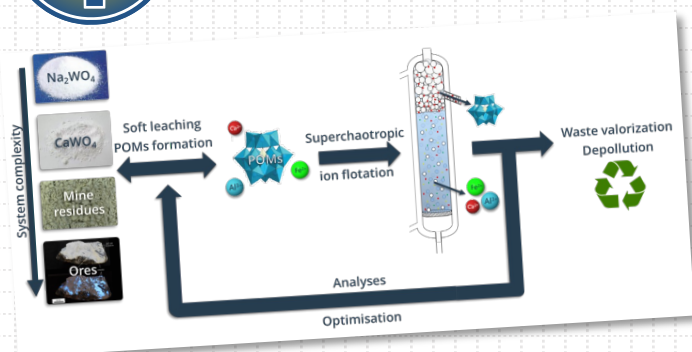 System complexity
Na₂WO₄
CaWO₄
Mine
residues
Ores
Soft leaching
POMs formation
POMs
Superchaotropic
ion flotation
Waste valorization
Depollution
Analyses
Optimisation